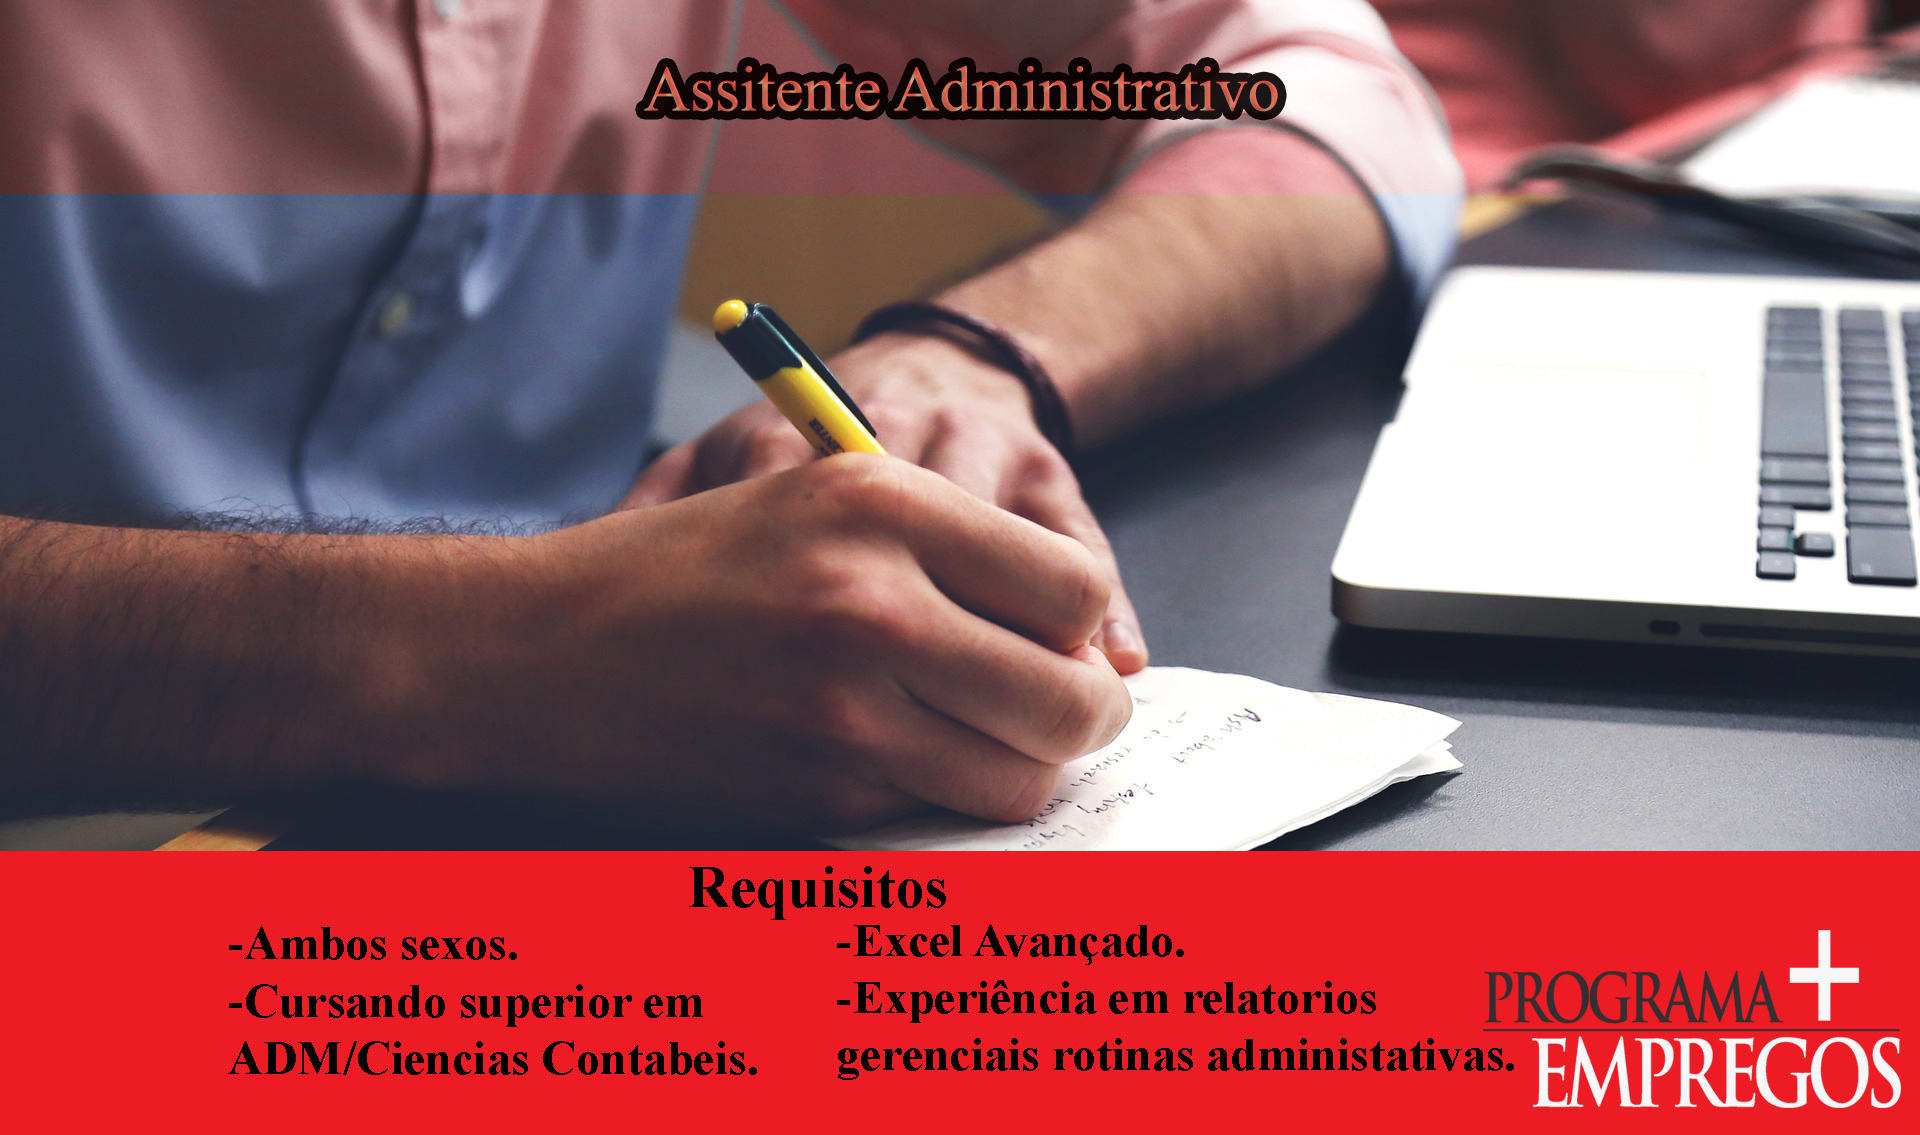 Assitente Administrativo
Requisitos
-Ambos sexos.
-Cursando superior em
ADM/Ciencias Contabeis.
-Excel Avançado.
-Experiência em relatorios
gerenciais rotinas administativas.
PROGRAMA+
EMPREGOS